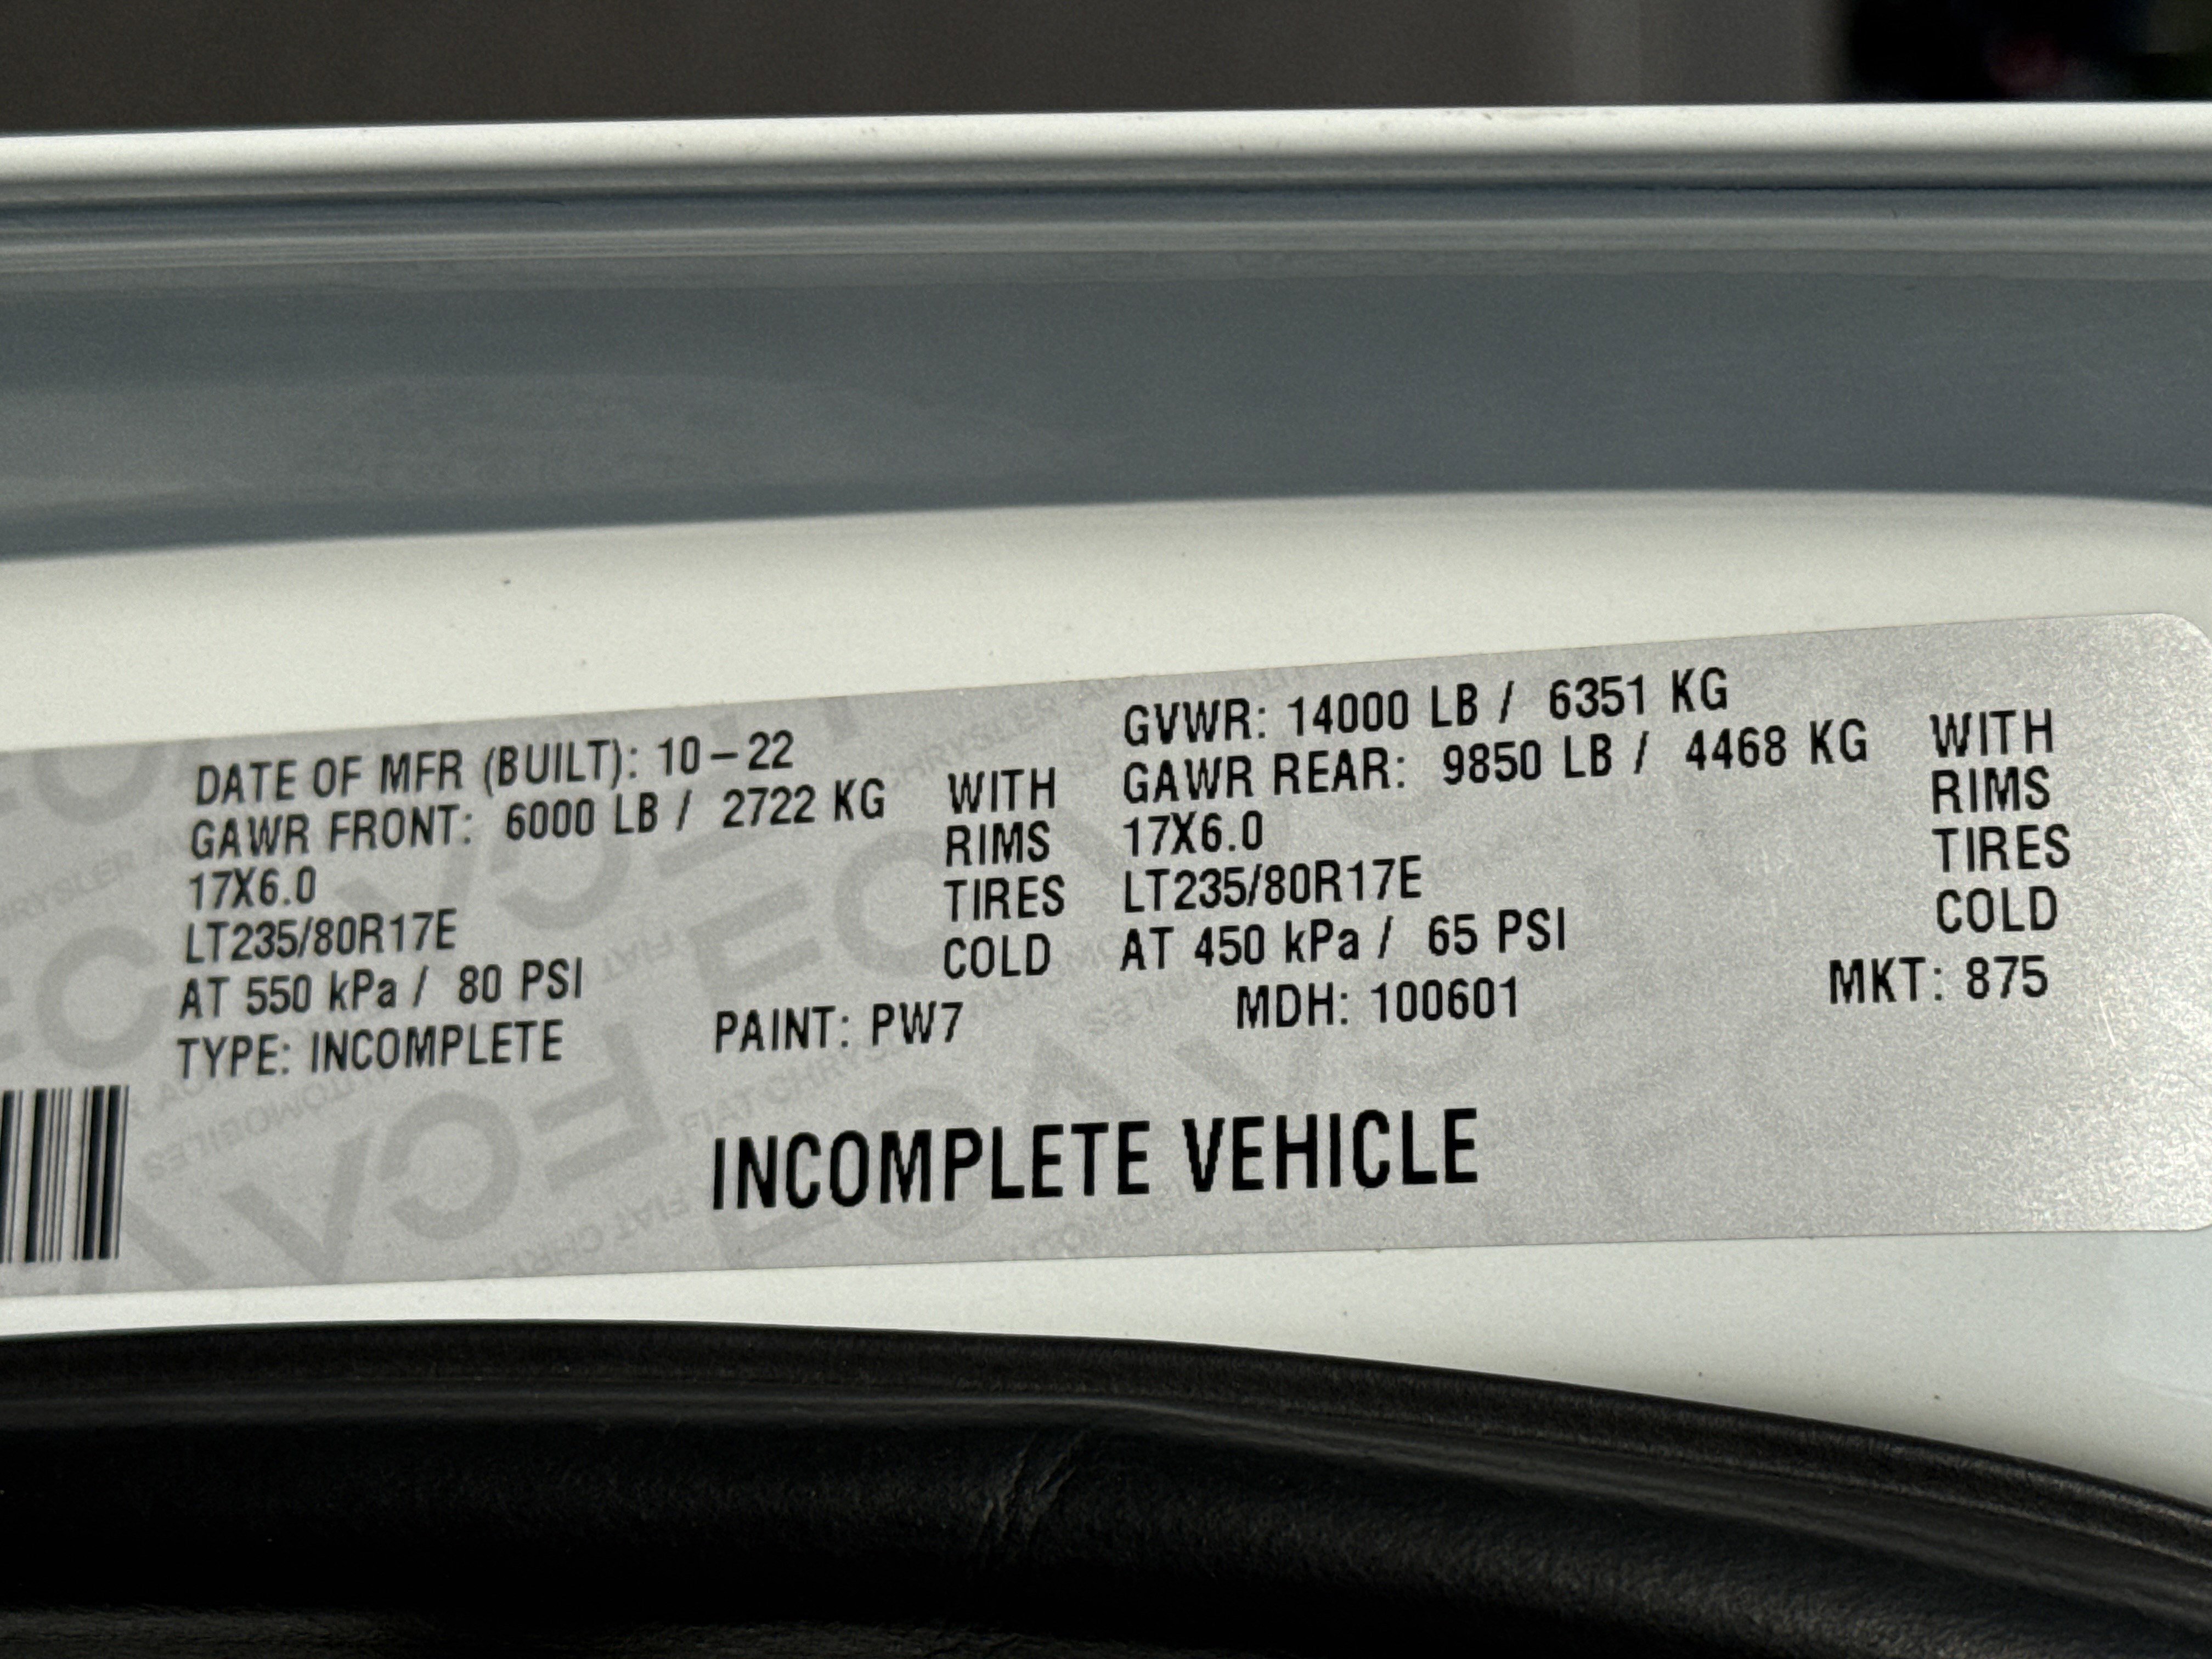 DATE OF MFR (BUILT): 10-22 GVWR: 14000 LB / 6351 KG
GAWR FRONT: 6000 LB / 2722 KG WITH GAWR REAR: 9850 LB / 4468 KG WITH
17X6.0 RIMS 17X6.0 RIMS
LT235/80R17E TIRES LT235/80R17E TIRES
AT 550 kPa / 80 PSI COLD AT 450 kPa / 65 PSI COLD
TYPE: INCOMPLETE PAINT: PW7 MDH: 100601 MKT: 875
INCOMPLETE VEHICLE